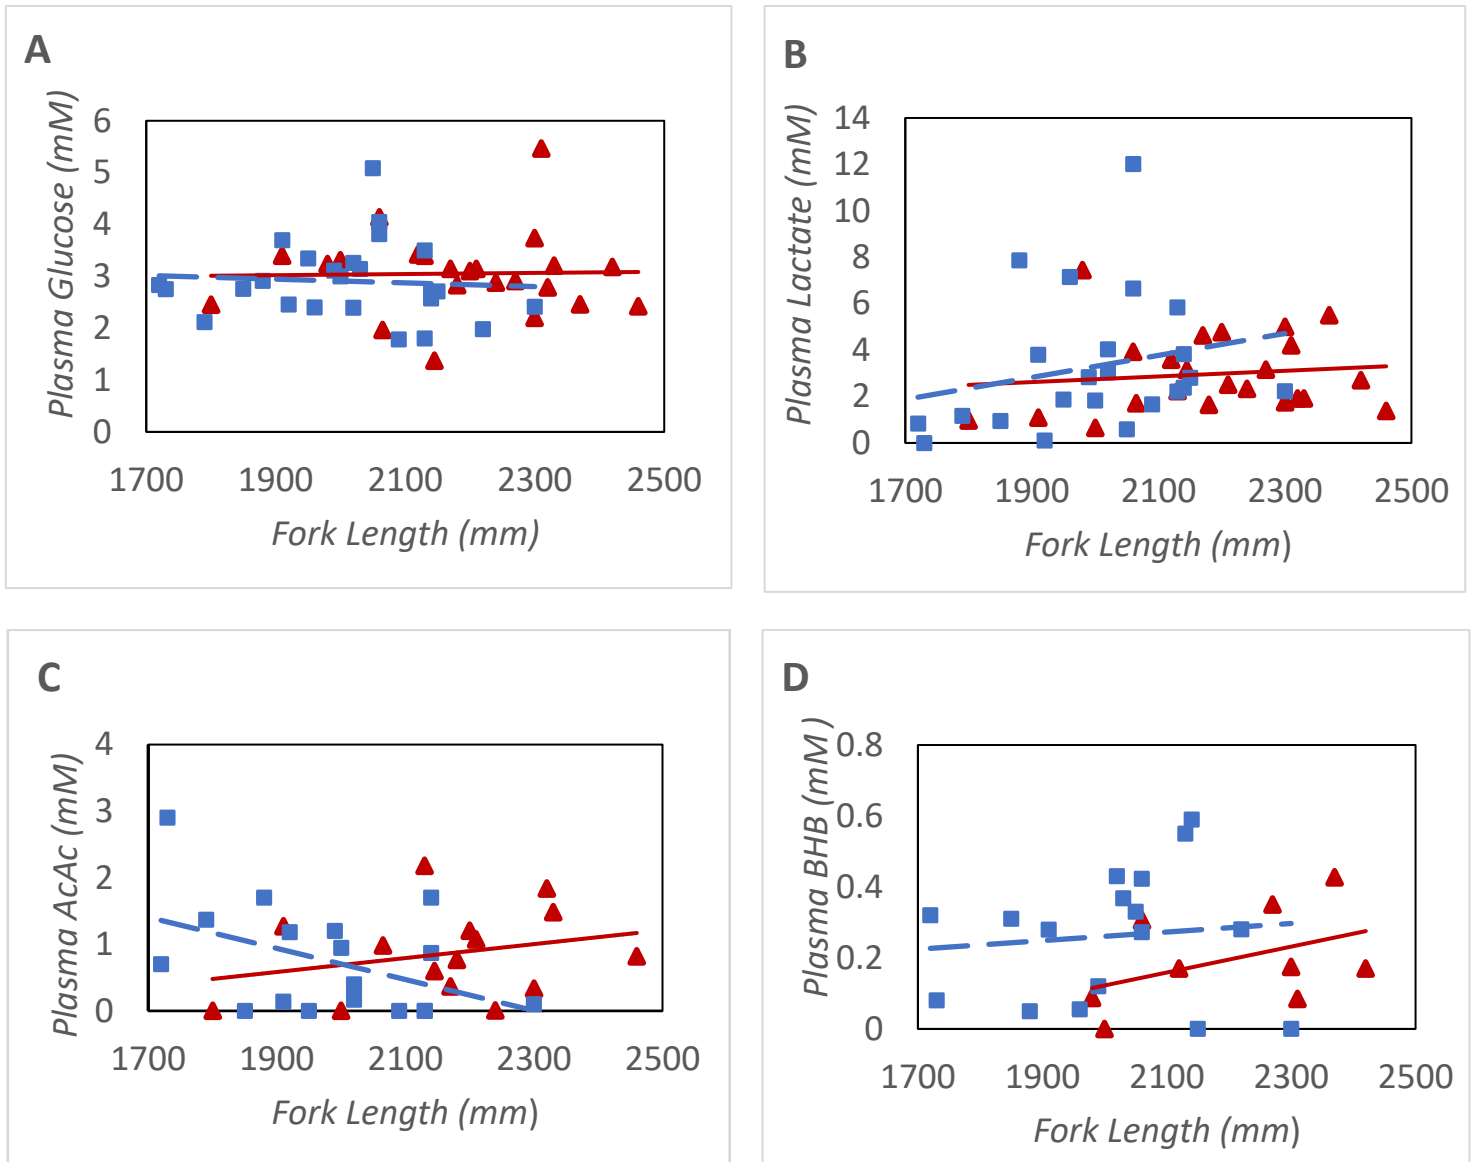 A
Plasma Glucose (mM)
6
5
4
3
2
1
0
1700 1900 2100 2300 2500
Fork Length (mm)
B
Plasma Lactate (mM)
14
12
10
8
6
4
2
0
1700 1900 2100 2300 2500
Fork Length (mm)
C
Plasma AcAc (mM)
4
3
2
1
0
1700 1900 2100 2300 2500
Fork Length (mm)
D
Plasma BHB (mM)
0.8
0.6
0.4
0.2
0
1700 1900 2100 2300 2500
Fork Length (mm)